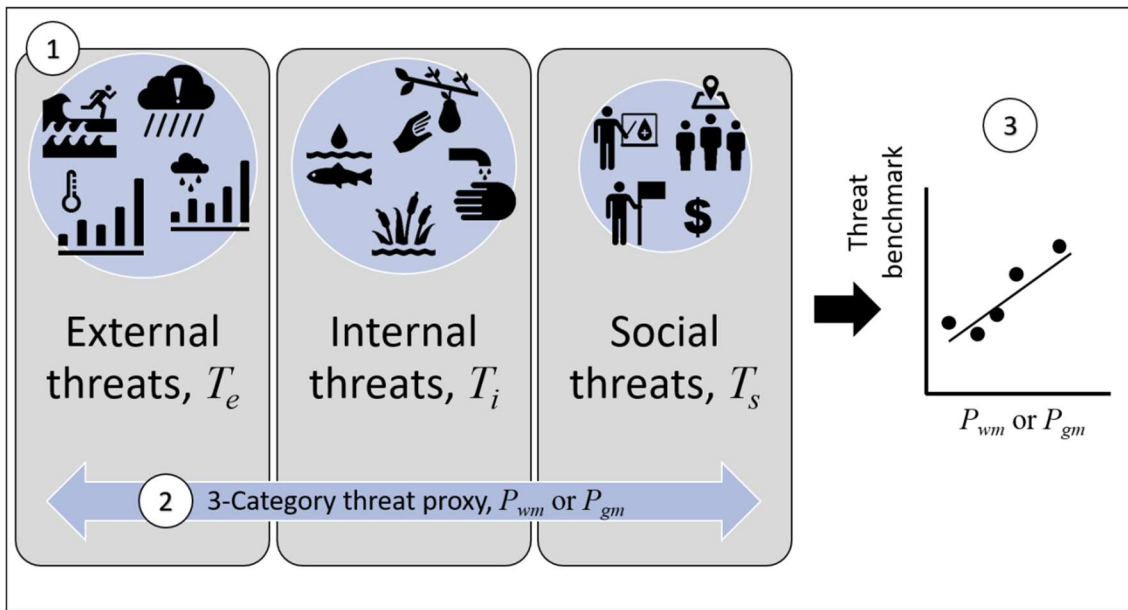 1
External
threats, Te
Internal
threats, Ti
Social
threats, Ts
$
2
3-Category threat proxy, Pwm or Pgm
3
Threat
benchmark
Pwm or Pgm